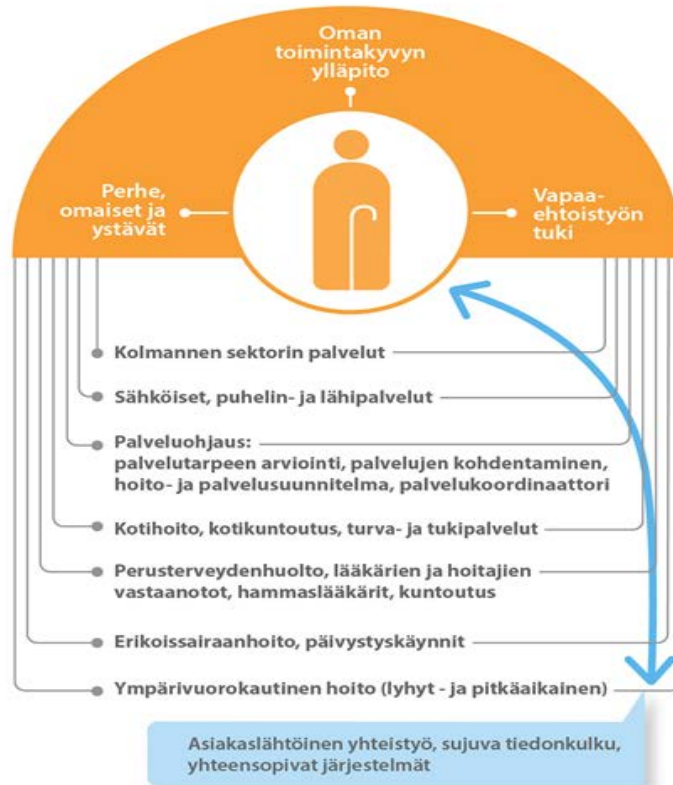 Oman
toimintakyvyn
ylläpito
Perhe,
omaiset ja
ystävät
Vapaa-
ehtoistyön
tuki
Kolmannen sektorin palvelut
Sähköiset, puhelin- ja lähipalvelut
Palveluohjaus:
palvelutarpeen arviointi, palvelujen kohdentaminen,
hoito- ja palvelusuunnitelma, palvelukoordinaattori
Kotihoito, kotikuntoutus, turva- ja tukipalvelut
Perusterveydenhuolto, lääkärien ja hoitajien
vastaanotot, hammaslääkärit, kuntoutus
Erikoissairaanhoito, päivystyskäynnit
Ympärivuorokautinen hoito (lyhyt - ja pitkäaikainen)
Asiakaslähtöinen yhteistyö, sujuva tiedonkulku,
yhteensopivat järjestelmät